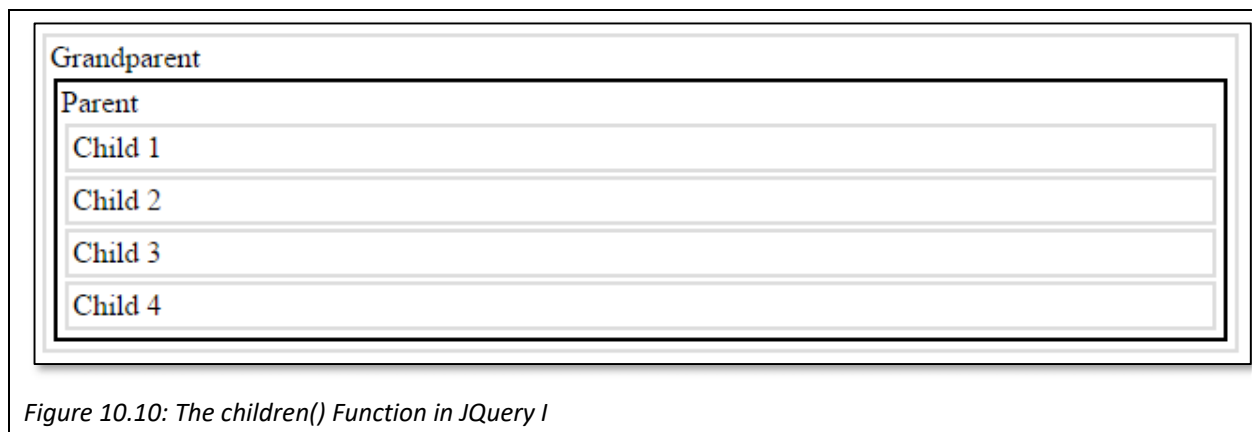 Grandparent
Parent
Child 1
Child 2
Child 3
Child 4
Figure 10.10: The children() Function in JQuery I